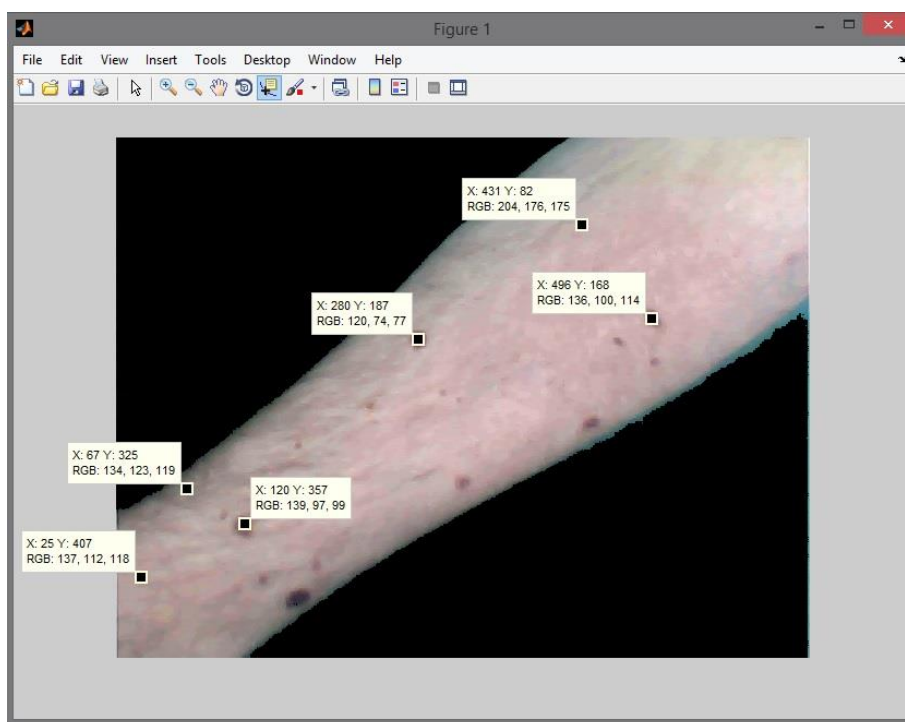 Figure 1
File Edit View Insert Tools Desktop Window Help
X: 431 Y: 82
RGB: 204, 176, 175
X: 496 Y: 168
RGB: 136, 100, 114
X: 280 Y: 187
RGB: 120, 74, 77
X: 67 Y: 325
RGB: 134, 123, 119
X: 120 Y: 357
RGB: 139, 97, 99
X: 25 Y: 407
RGB: 137, 112, 118